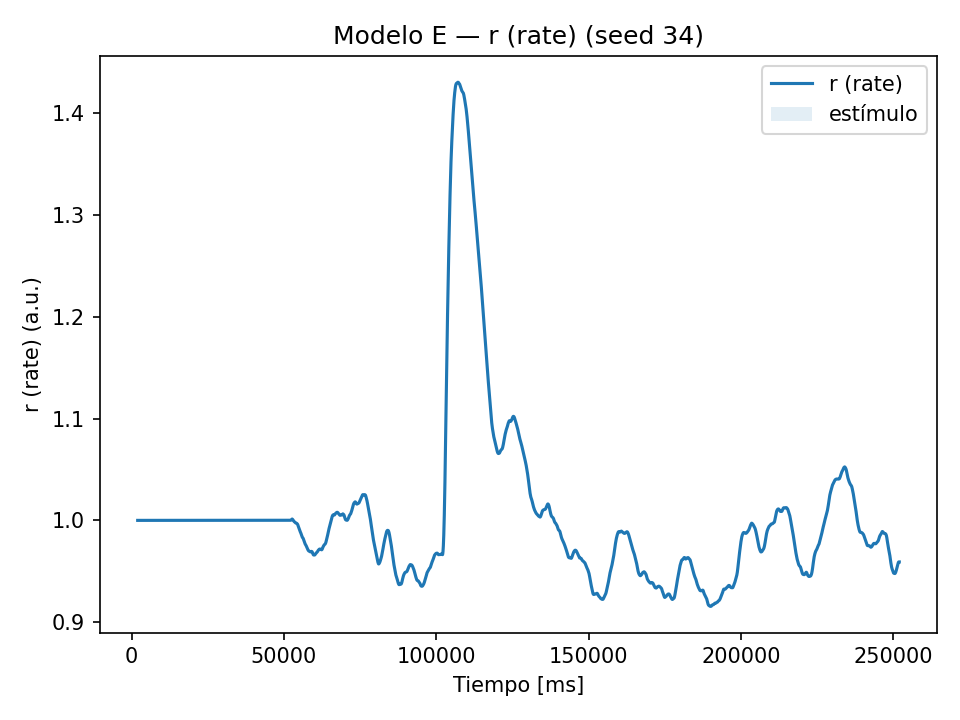 Modelo E — r (rate) (seed 34)
r (rate)
estímulo
r (rate) (a.u.)
1.4
1.3
1.2
1.1
1.0
0.9
0
50000
100000
150000
200000
250000
Tiempo [ms]